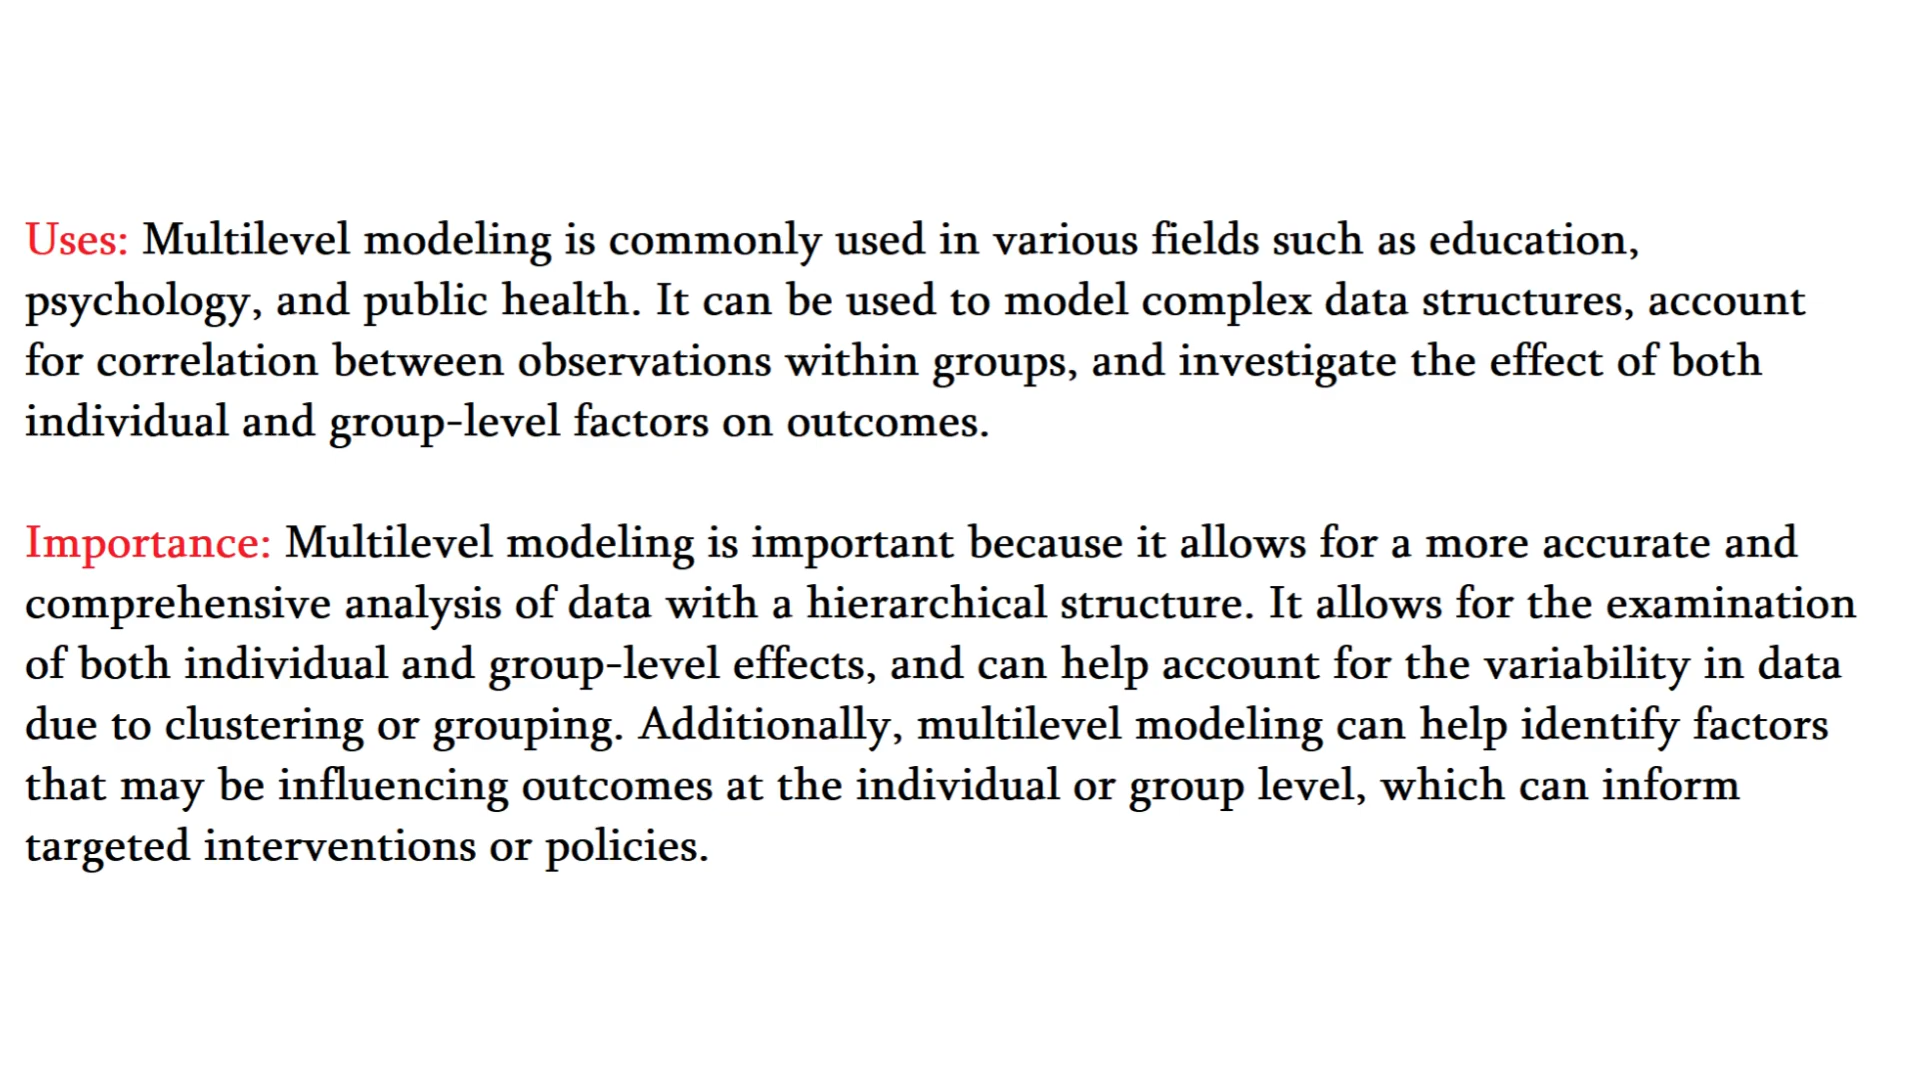 Uses: Multilevel modeling is commonly used in various fields such as education,
psychology, and public health. It can be used to model complex data structures, account
for correlation between observations within groups, and investigate the effect of both
individual and group-level factors on outcomes.
Importance: Multilevel modeling is important because it allows for a more accurate and
comprehensive analysis of data with a hierarchical structure. It allows for the examination
of both individual and group-level effects, and can help account for the variability in data
due to clustering or grouping. Additionally, multilevel modeling can help identify factors
that may be influencing outcomes at the individual or group level, which can inform
targeted interventions or policies.